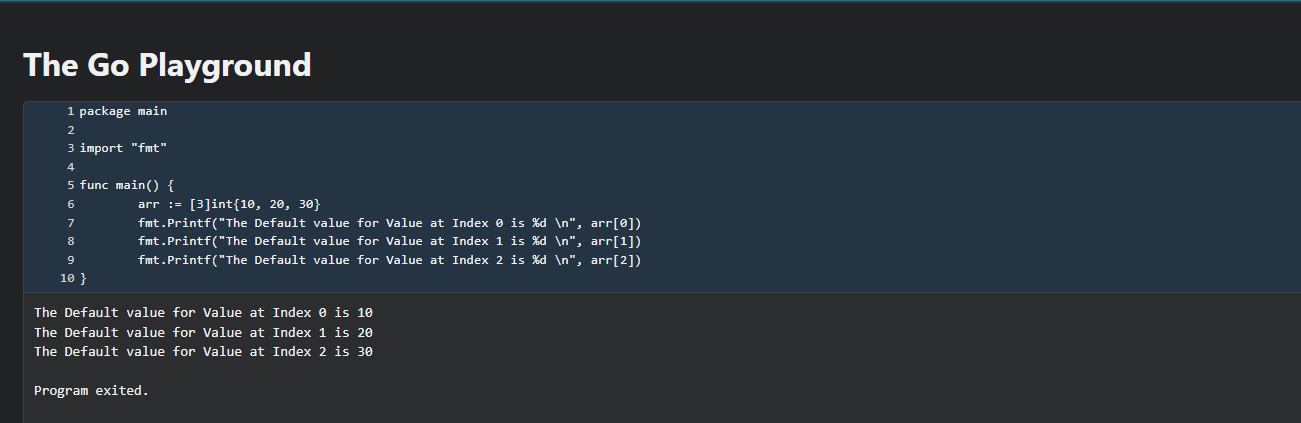 The Go Playground
1 package main
2
3 import "fmt"
4
5 func main() {
6 arr := [3]int{10, 20, 30}
7 fmt.Printf("The Default value for Value at Index 0 is %d \n", arr[0])
8 fmt.Printf("The Default value for Value at Index 1 is %d \n", arr[1])
9 fmt.Printf("The Default value for Value at Index 2 is %d \n", arr[2])
10 }
The Default value for Value at Index 0 is 10
The Default value for Value at Index 1 is 20
The Default value for Value at Index 2 is 30
Program exited.